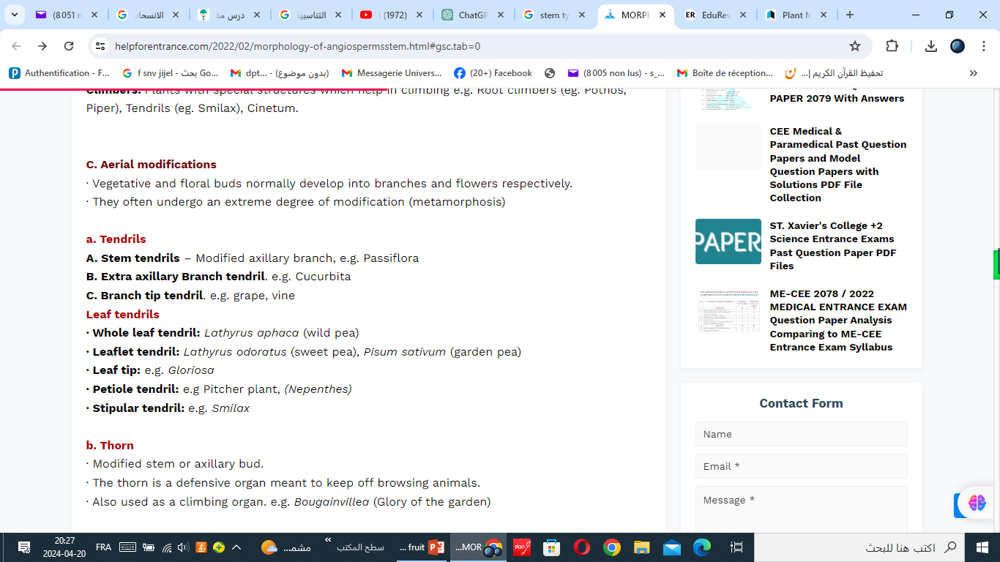 (8 051 n
الانسحاب
درس مف
التناسبية
(1972)
ChatGP
stem ty
MORPH
EduRev
Plant M
helpforentrance.com/2022/02/morphology-of-angiospermsstem.html#gsc.tab=0
Authentification - F...
f snv jijel - بحث Go...
dpt... - (بدون موضوع)
Messagerie Univers...
(20+) Facebook
(8 005 non lus) - s_...
Boîte de réception...
تحفيظ القرآن الكريم |...
Climbers: Plants with special structures which help in climbing e.g. Root climbers (eg. Pothos,
Piper), Tendrils (eg. Smilax), Cinetum.
C. Aerial modifications
· Vegetative and floral buds normally develop into branches and flowers respectively.
· They often undergo an extreme degree of modification (metamorphosis)
a. Tendrils
A. Stem tendrils – Modified axillary branch, e.g. Passiflora
B. Extra axillary Branch tendril. e.g. Cucurbita
C. Branch tip tendril. e.g. grape, vine
Leaf tendrils
· Whole leaf tendril: Lathyrus aphaca (wild pea)
· Leaflet tendril: Lathyrus odoratus (sweet pea), Pisum sativum (garden pea)
· Leaf tip: e.g. Gloriosa
· Petiole tendril: e.g Pitcher plant, (Nepenthes)
· Stipular tendril: e.g. Smilax
b. Thorn
· Modified stem or axillary bud.
· The thorn is a defensive organ meant to keep off browsing animals.
· Also used as a climbing organ. e.g. Bougainvillea (Glory of the garden)
PAPER 2079 With Answers
CEE Medical &
Paramedical Past Question
Papers and Model
Question Papers with
Solutions PDF File
Collection
PAPER
ST. Xavier's College +2
Science Entrance Exams
Past Question Paper PDF
Files
ME-CEE 2078 / 2022
MEDICAL ENTRANCE EXAM
Question Paper Analysis
Comparing to ME-CEE
Entrance Exam Syllabus
Contact Form
Name
Email *
Message *
20:27
2024-04-20
FRA
مشم...
سطح المكتب
... fruit
...MOR
PDF
اكتب هنا للبحث